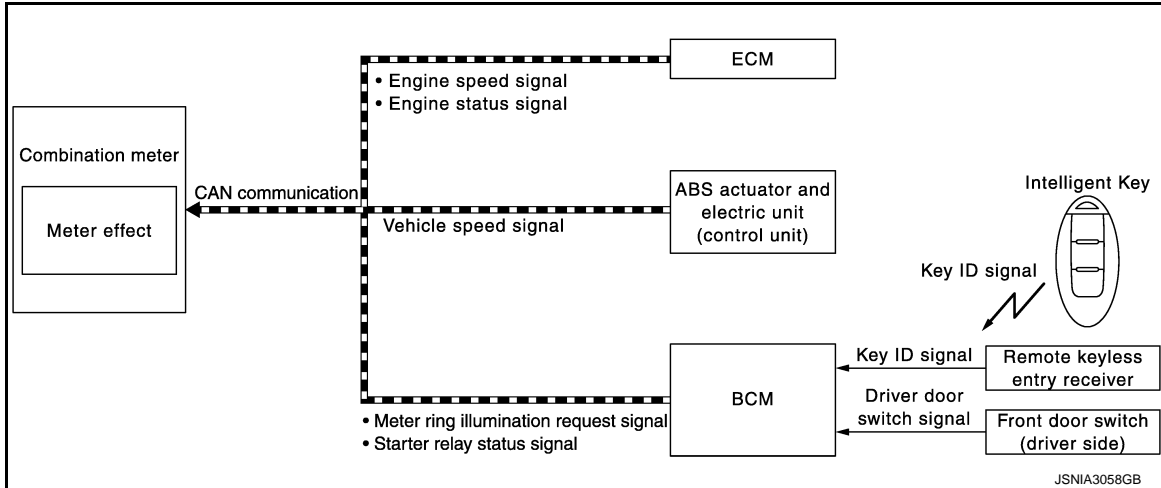 ECM
• Engine speed signal
• Engine status signal
Combination meter
Meter effect
CAN communication
Vehicle speed signal
ABS actuator and
electric unit
(control unit)
Intelligent Key
Key ID signal
BCM
Key ID signal
Remote keyless
entry receiver
Driver door
switch signal
Front door switch
(driver side)
• Meter ring illumination request signal
• Starter relay status signal
JSNIA3058GB